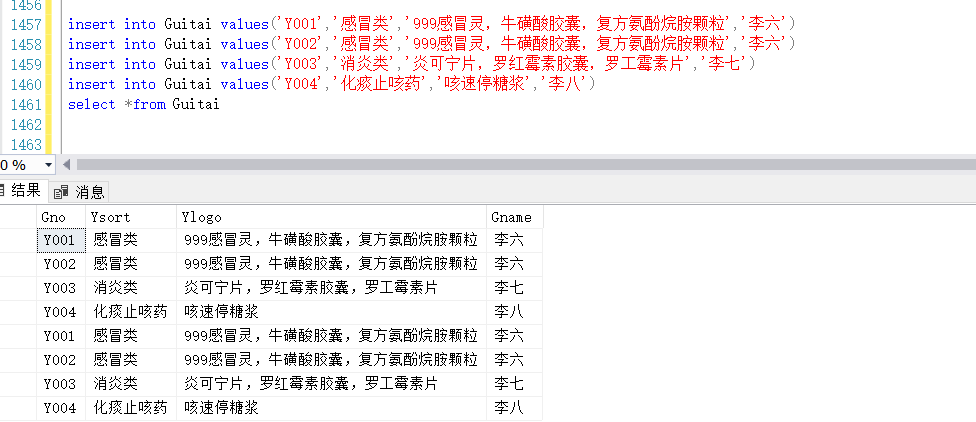 1456
1457 insert into Guitai values('Y001','感冒类','999感冒灵，牛磺酸胶囊，复方氨酚烷胺颗粒','李六')
1458 insert into Guitai values('Y002','感冒类','999感冒灵，牛磺酸胶囊，复方氨酚烷胺颗粒','李六')
1459 insert into Guitai values('Y003','消炎类','炎可宁片，罗红霉素胶囊，罗工霉素片','李七')
1460 insert into Guitai values('Y004','化痰止咳药','咳速停糖浆','李八')
1461 select *from Guitai
1462
1463
0 %
结果 消息
Gno Ysort Ylogo Gname
Y001 感冒类 999感冒灵，牛磺酸胶囊，复方氨酚烷胺颗粒 李六
Y002 感冒类 999感冒灵，牛磺酸胶囊，复方氨酚烷胺颗粒 李六
Y003 消炎类 炎可宁片，罗红霉素胶囊，罗工霉素片 李七
Y004 化痰止咳药 咳速停糖浆 李八
Y001 感冒类 999感冒灵，牛磺酸胶囊，复方氨酚烷胺颗粒 李六
Y002 感冒类 999感冒灵，牛磺酸胶囊，复方氨酚烷胺颗粒 李六
Y003 消炎类 炎可宁片，罗红霉素胶囊，罗工霉素片 李七
Y004 化痰止咳药 咳速停糖浆 李八